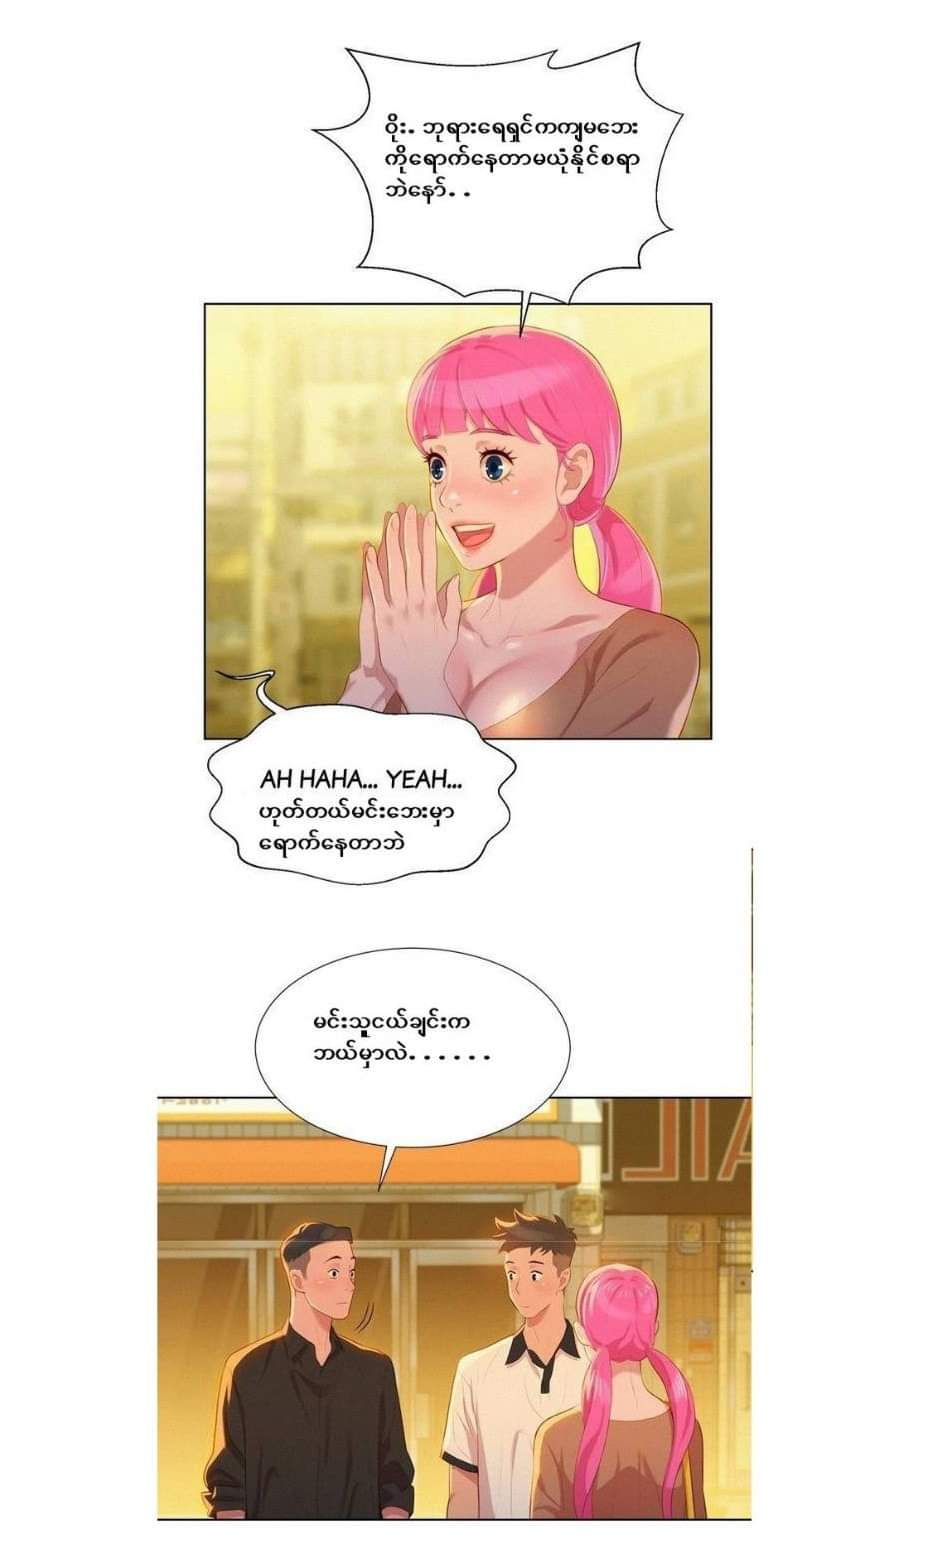 ဝိုး. ဘုရားရေရှင်ကကျမဘေး
ကိုရောက်နေတာမယုံနိုင်စရာ
ဘဲနော်. .
AH HAHA... YEAH...
ဟုတ်တယ်မင်းဘေးမှာ
ရောက်နေတာဘဲ
မင်းသူငယ်ချင်းက
ဘယ်မှာလဲ. . . . . .